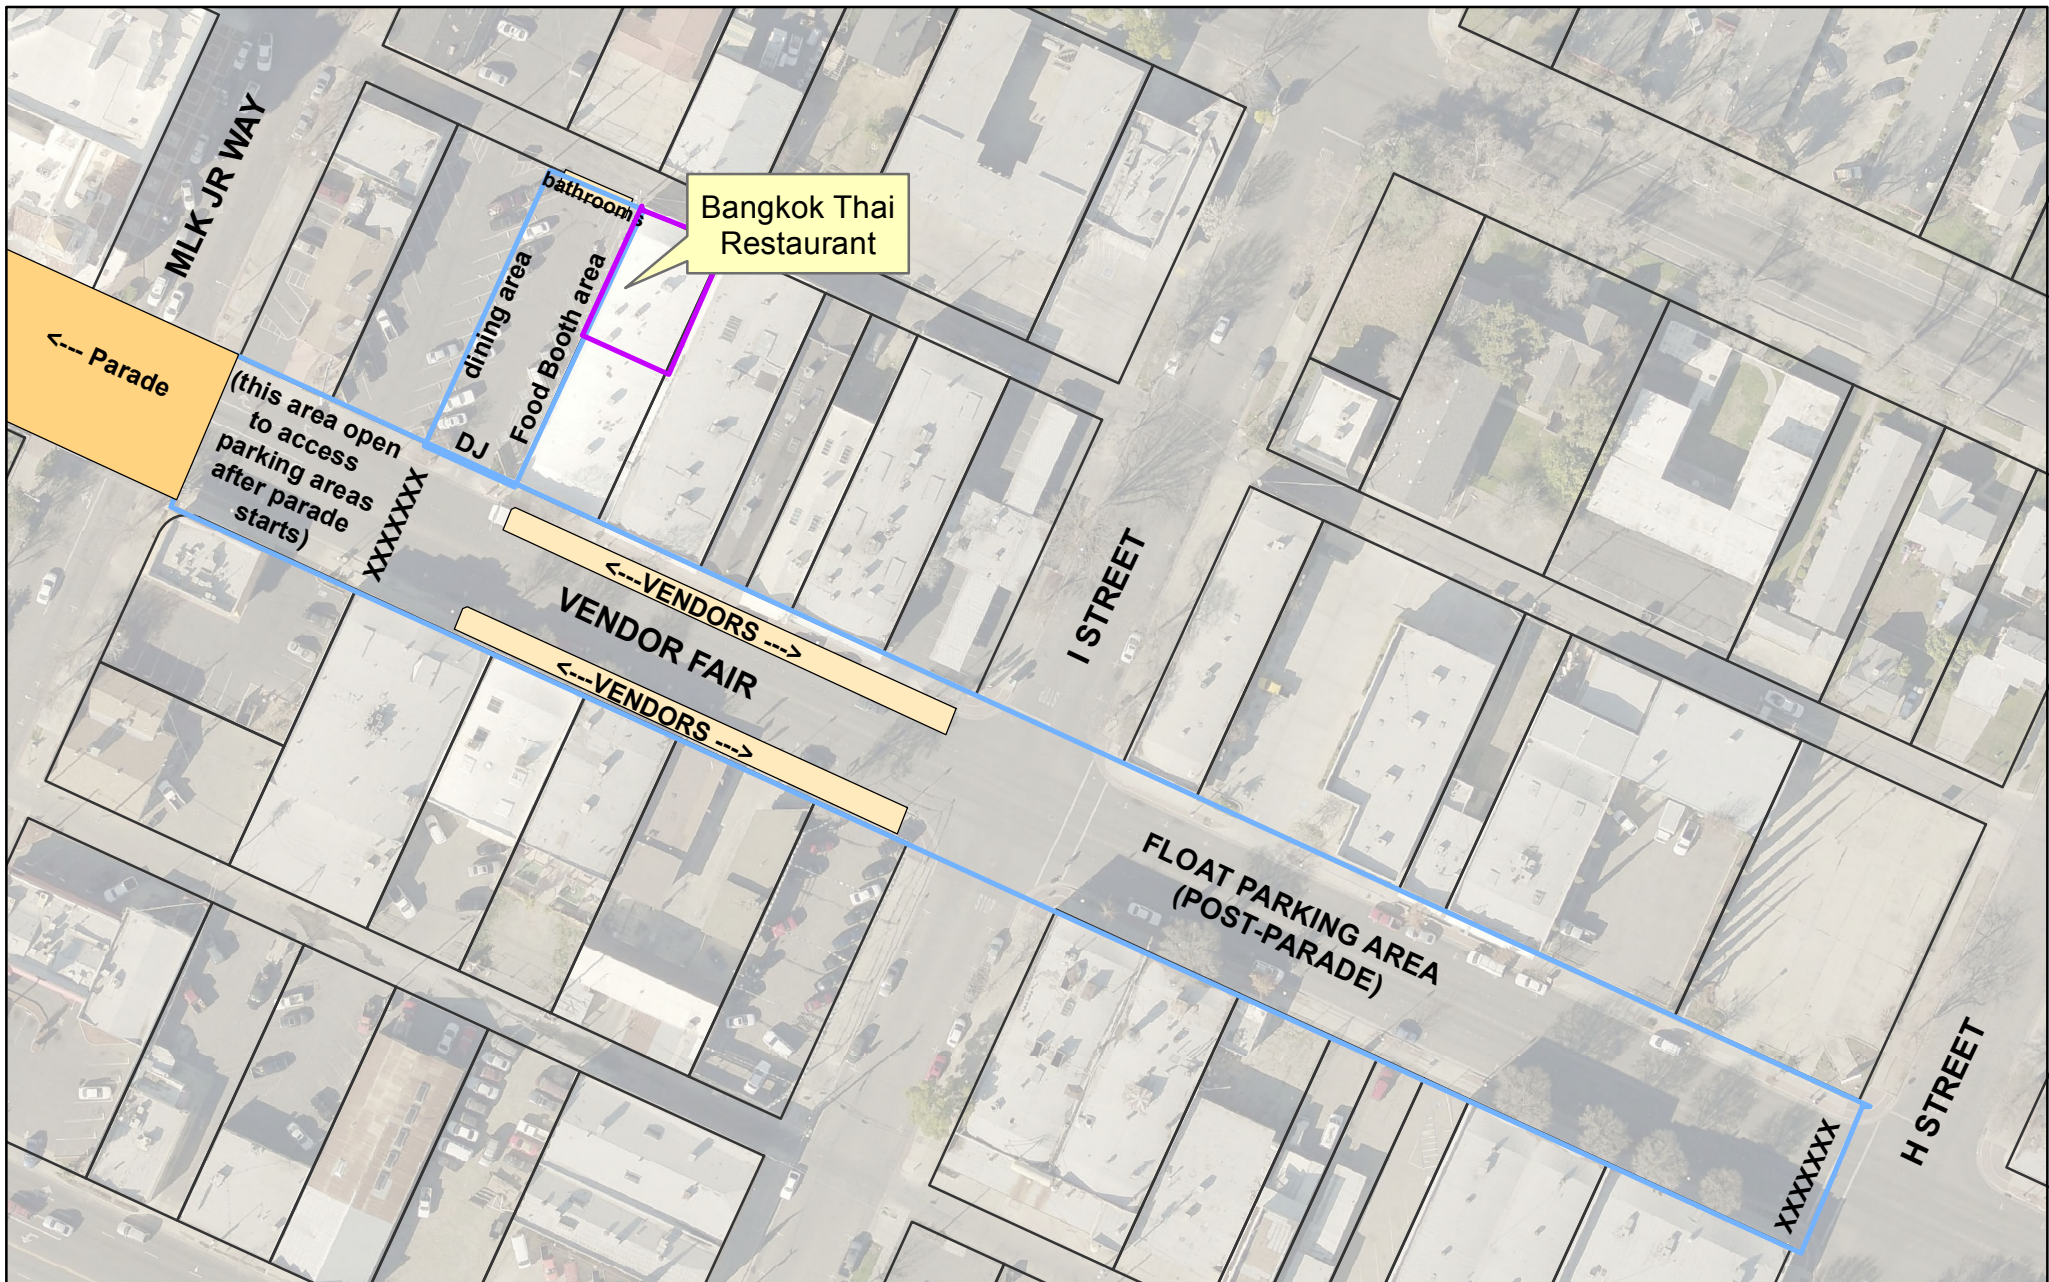 MLK JR WAY
bathrooms
Bangkok Thai
Restaurant
dining area
Food Booth area
DJ
<--- Parade
(this area open
to access
parking areas
after parade
starts)
XXXXXXXX
<---VENDORS --->
VENDOR FAIR
<---VENDORS --->
I STREET
FLOAT PARKING AREA
(POST-PARADE)
H STREET
XXXXXXX